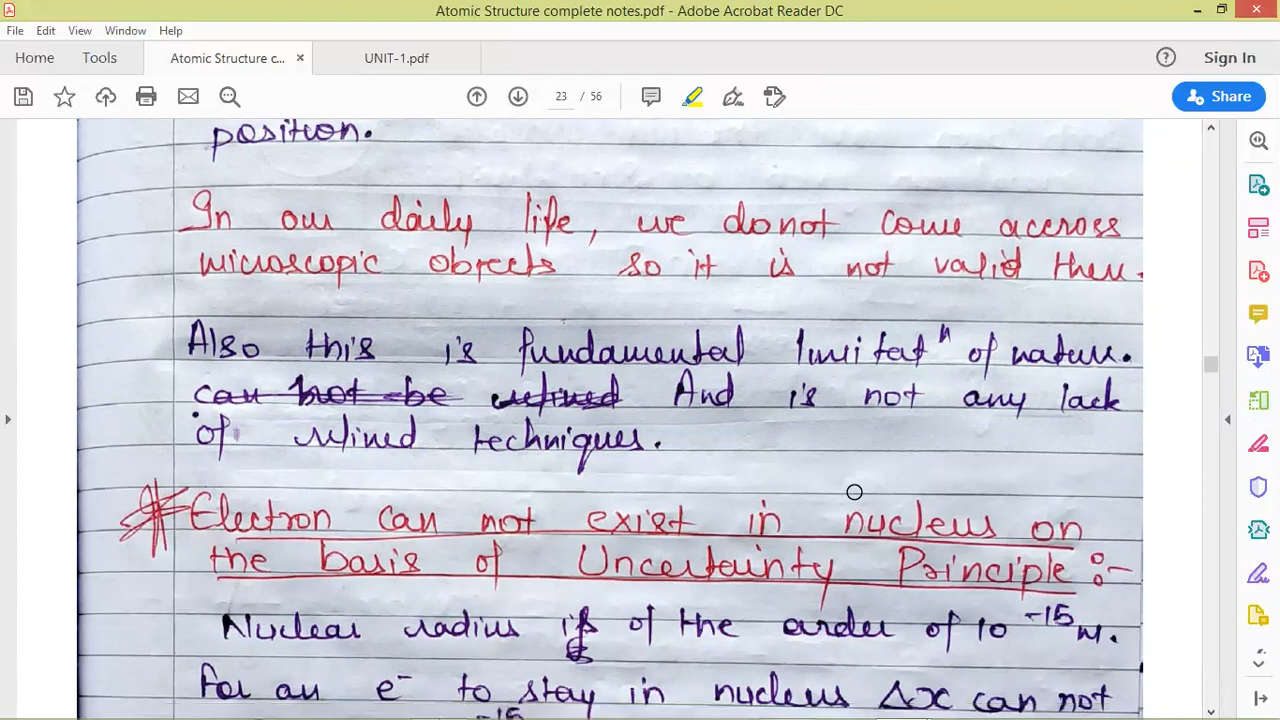 Atomic Structure complete notes.pdf - Adobe Acrobat Reader DC
File Edit View Window Help
Home Tools Atomic Structure c... × UNIT-1.pdf ? Sign In
23 / 56 Share
position.
In our daily life, we do not come accross
microscopic objects so it is not valid then.
Also this is fundamental limitatⁿ of nature.
can not be refined And is not any lack
of refined techniques.
Electron can not exist in nucleus on
the basis of Uncertainty Principle :-
Nuclear radius is of the order of 10⁻¹⁵ m.
for an e⁻ to stay in nucleus Δx can not
-15